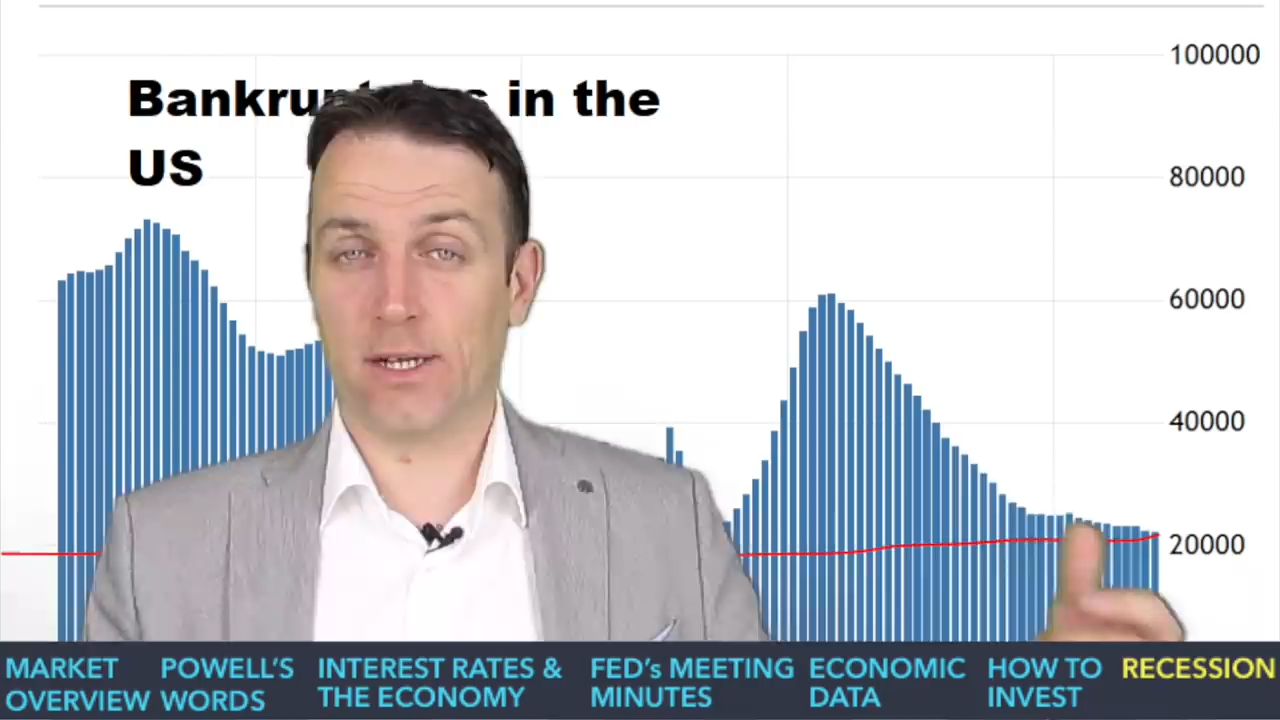 Bankruptcies in the
US
100000
80000
60000
40000
20000
MARKET OVERVIEW
POWELL'S WORDS
INTEREST RATES & THE ECONOMY
FED's MEETING MINUTES
ECONOMIC DATA
HOW TO INVEST
RECESSION